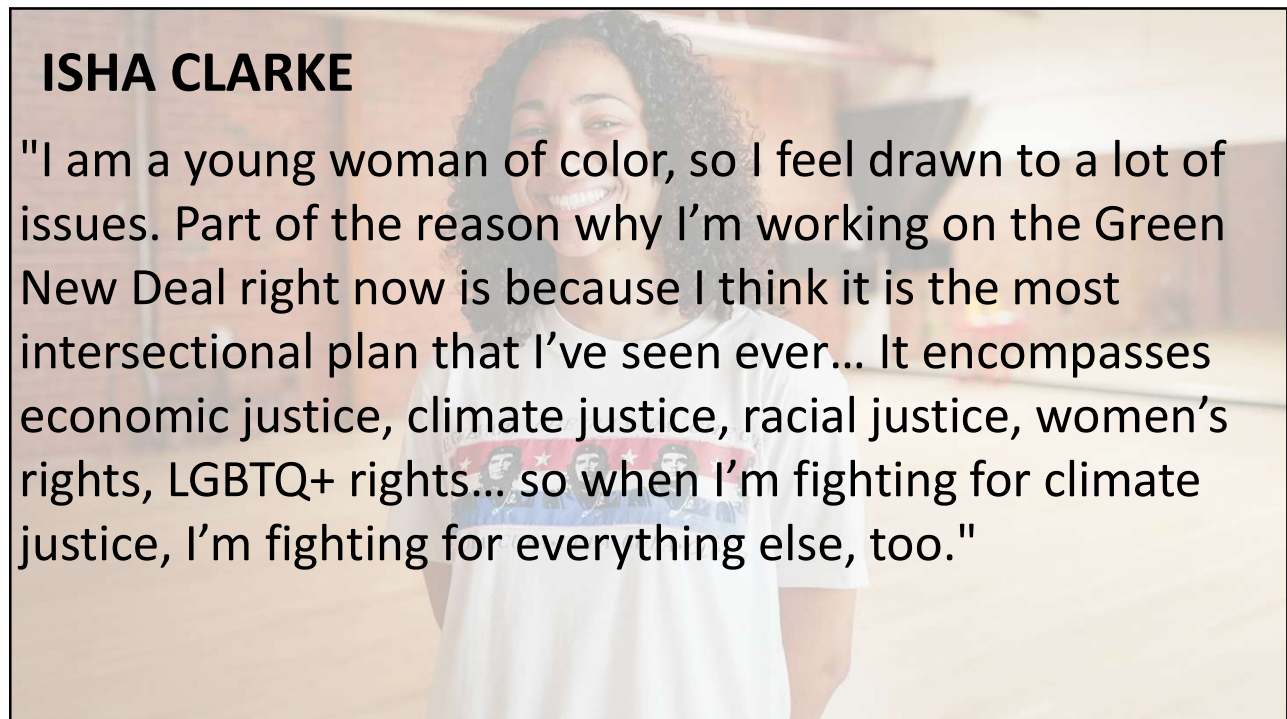 ISHA CLARKE
"I am a young woman of color, so I feel drawn to a lot of
issues. Part of the reason why I’m working on the Green
New Deal right now is because I think it is the most
intersectional plan that I’ve seen ever… It encompasses
economic justice, climate justice, racial justice, women’s
rights, LGBTQ+ rights… so when I’m fighting for climate
justice, I’m fighting for everything else, too."